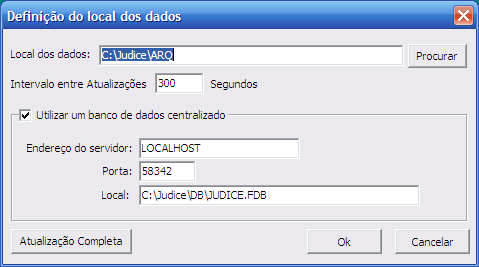 Definição do local dos dados
Local dos dados: C:\Judice\ARQ Procurar
Intervalo entre Atualizações 300 Segundos
Utilizar um banco de dados centralizado
Endereço do servidor: LOCALHOST
Porta: 58342
Local: C:\Judice\DB\JUDICE.FDB
Atualização Completa Ok Cancelar